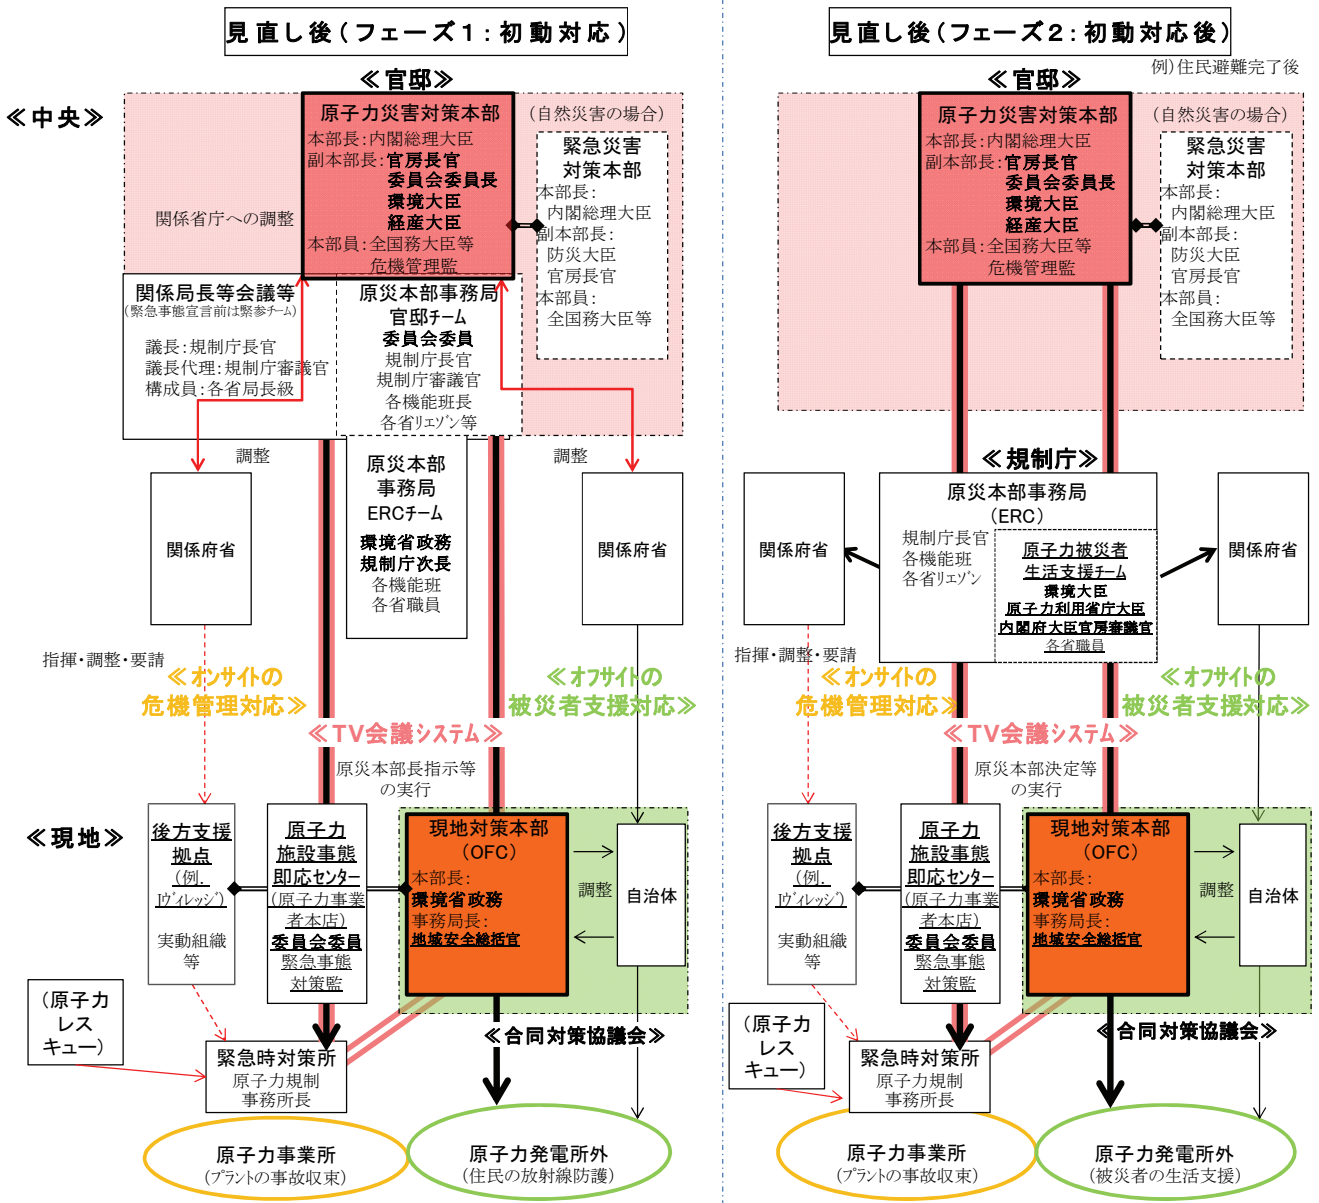 見直し後(フェーズ1:初動対応)
≪官邸≫
≪中央≫
原子力災害対策本部
本部長:内閣総理大臣
副本部長:官房長官
委員会委員長
環境大臣
経産大臣
本部員:全国務大臣等
危機管理監
(自然災害の場合)
緊急災害
対策本部
本部長:
内閣総理大臣
副本部長:
防災大臣
官房長官
本部員:
全国務大臣等
関係省庁への調整
関係局長等会議等
(緊急事態宣言前は緊参チーム)
議長:規制庁長官
議長代理:規制庁審議官
構成員:各省局長級
原災本部事務局
官邸チーム
委員会委員
規制庁長官
規制庁審議官
各機能班長
各省リエゾン等
調整
調整
原災本部
事務局
ERCチーム
環境省政務
規制庁次長
各機能班
各省職員
関係府省
関係府省
指揮・調整・要請
≪オンサイトの
危機管理対応≫
≪オフサイトの
被災者支援対応≫
≪TV会議システム≫
原災本部長指示等
の実行
≪現地≫
後方支援
拠点
(例.
Jヴィレッジ)
実動組織
等
原子力
施設事態
即応センター
(原子力事業
者本店)
委員会委員
緊急事態
対策監
現地対策本部
(OFC)
本部長:
環境省政務
事務局長:
地域安全総括官
調整
自治体
(原子力
レス
キュー)
≪合同対策協議会≫
緊急時対策所
原子力規制
事務所長
原子力事業所
(プラントの事故収束)
原子力発電所外
(住民の放射線防護)
見直し後(フェーズ2:初動対応後)
例)住民避難完了後
≪官邸≫
原子力災害対策本部
本部長:内閣総理大臣
副本部長:官房長官
委員会委員長
環境大臣
経産大臣
本部員:全国務大臣等
危機管理監
(自然災害の場合)
緊急災害
対策本部
本部長:
内閣総理大臣
副本部長:
防災大臣
官房長官
本部員:
全国務大臣等
≪規制庁≫
原災本部事務局
(ERC)
規制庁長官
各機能班
各省リエゾン
原子力被災者
生活支援チーム
環境大臣
原子力利用省庁大臣
内閣府大臣官房審議官
各省職員
関係府省
関係府省
指揮・調整・要請
≪オンサイトの
危機管理対応≫
≪オフサイトの
被災者支援対応≫
≪TV会議システム≫
原災本部決定等
の実行
後方支援
拠点
(例.
Jヴィレッジ)
実動組織
等
原子力
施設事態
即応センター
(原子力事業
者本店)
委員会委員
緊急事態
対策監
現地対策本部
(OFC)
本部長:
環境省政務
事務局長:
地域安全総括官
調整
自治体
(原子力
レス
キュー)
≪合同対策協議会≫
緊急時対策所
原子力規制
事務所長
原子力事業所
(プラントの事故収束)
原子力発電所外
(被災者の生活支援)